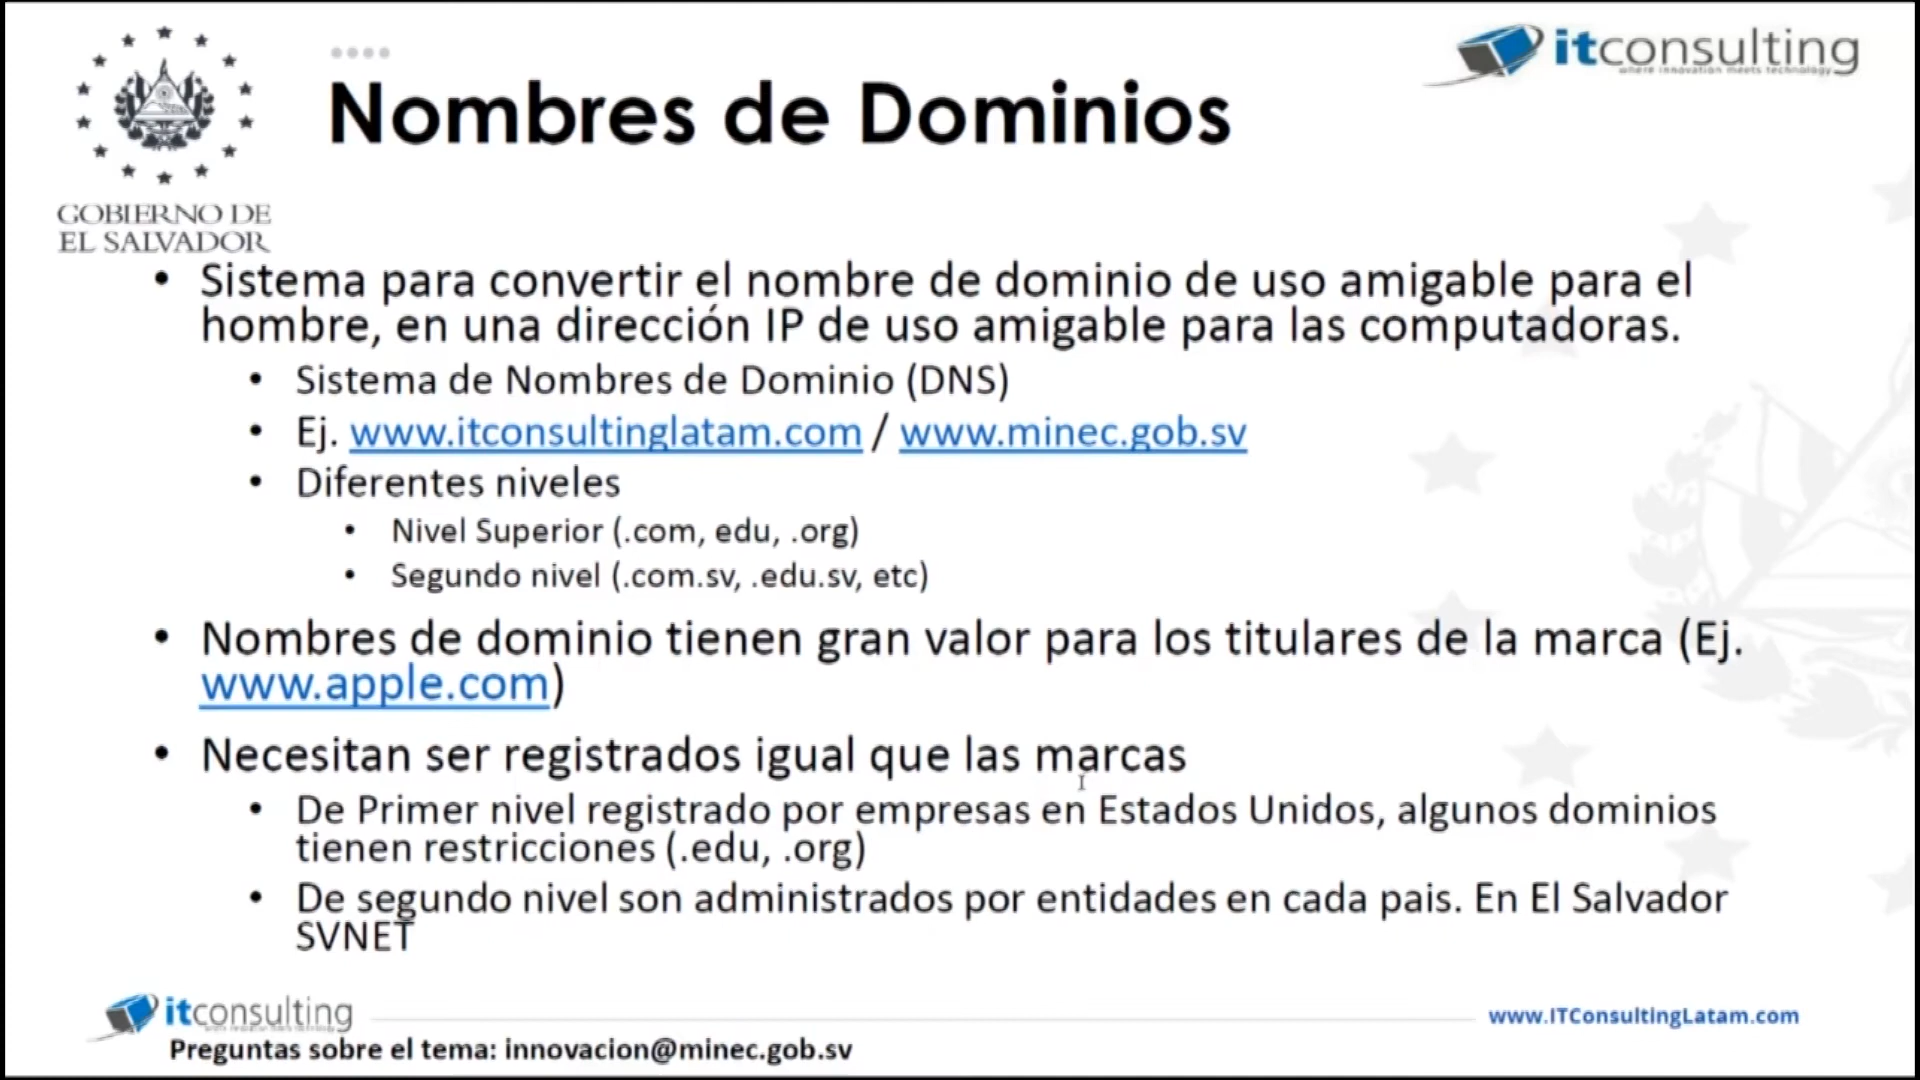 itconsulting
where innovation meets technology
Nombres de Dominios
GOBIERNO DE
EL SALVADOR
• Sistema para convertir el nombre de dominio de uso amigable para el
hombre, en una dirección IP de uso amigable para las computadoras.
• Sistema de Nombres de Dominio (DNS)
• Ej. www.itconsultinglatam.com / www.minec.gob.sv
• Diferentes niveles
• Nivel Superior (.com, edu, .org)
• Segundo nivel (.com.sv, .edu.sv, etc)
• Nombres de dominio tienen gran valor para los titulares de la marca (Ej.
www.apple.com)
• Necesitan ser registrados igual que las marcas
• De Primer nivel registrado por empresas en Estados Unidos, algunos dominios
tienen restricciones (.edu, .org)
• De segundo nivel son administrados por entidades en cada pais. En El Salvador
SVNET
itconsulting
www.ITConsultingLatam.com
Preguntas sobre el tema: innovacion@minec.gob.sv